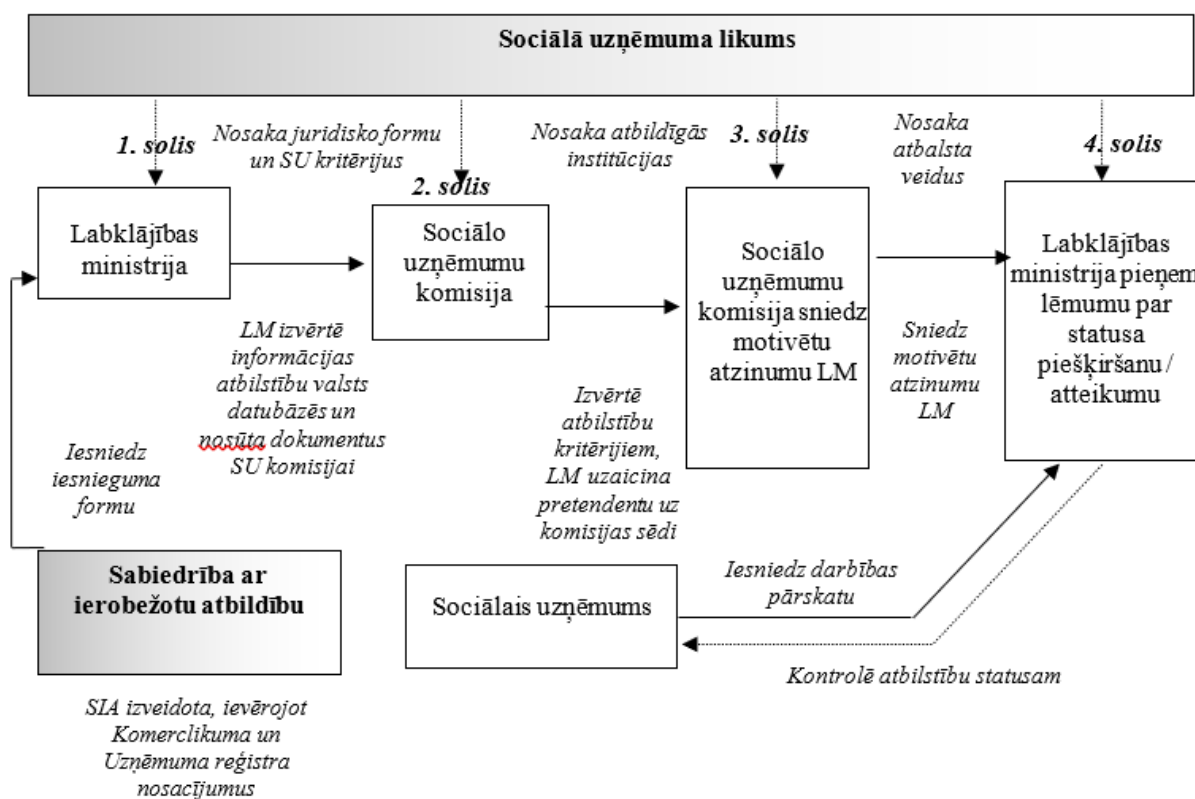 Sociālā uzņēmuma likums
1. solis
Nosaka juridisko formu
un SU kritērijus
2. solis
Nosaka atbildīgās
institūcijas
3. solis
Nosaka
atbalsta
veidus
4. solis
Labklājības
ministrija
Sociālo
uzņēmumu
komisija
Sociālo
uzņēmumu
komisija sniedz
motivētu
atzinumu LM
Labklājības
ministrija pieņem
lēmumu par
statusa
piešķiršanu /
atteikumu
LM izvērtē
informācijas
atbilstību valsts
datubāzēs un
nosūta dokumentus
SU komisijai
Izvērtē
atbilstību
kritērijiem,
LM uzaicina
pretendentu uz
komisijas sēdi
Sniedz
motivētu
atzinumu
LM
Iesniedz
iesnieguma
formu
Sabiedrība ar
ierobežotu atbildību
Sociālais uzņēmums
Iesniedz darbības
pārskatu
Kontrolē atbilstību statusam
SIA izveidota, ievērojot
Komerclikuma un
Uzņēmuma reģistra
nosacījumus